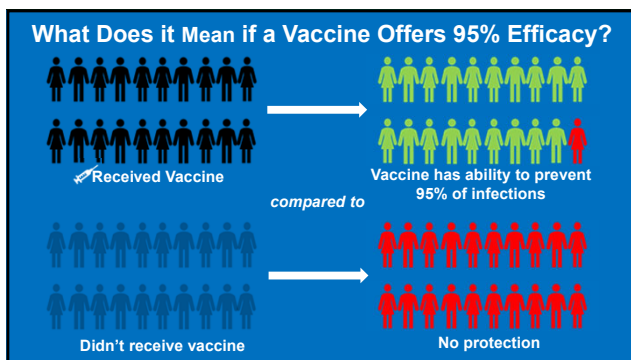 What Does it Mean if a Vaccine Offers 95% Efficacy?
Received Vaccine
Vaccine has ability to prevent
95% of infections
compared to
Didn't receive vaccine
No protection